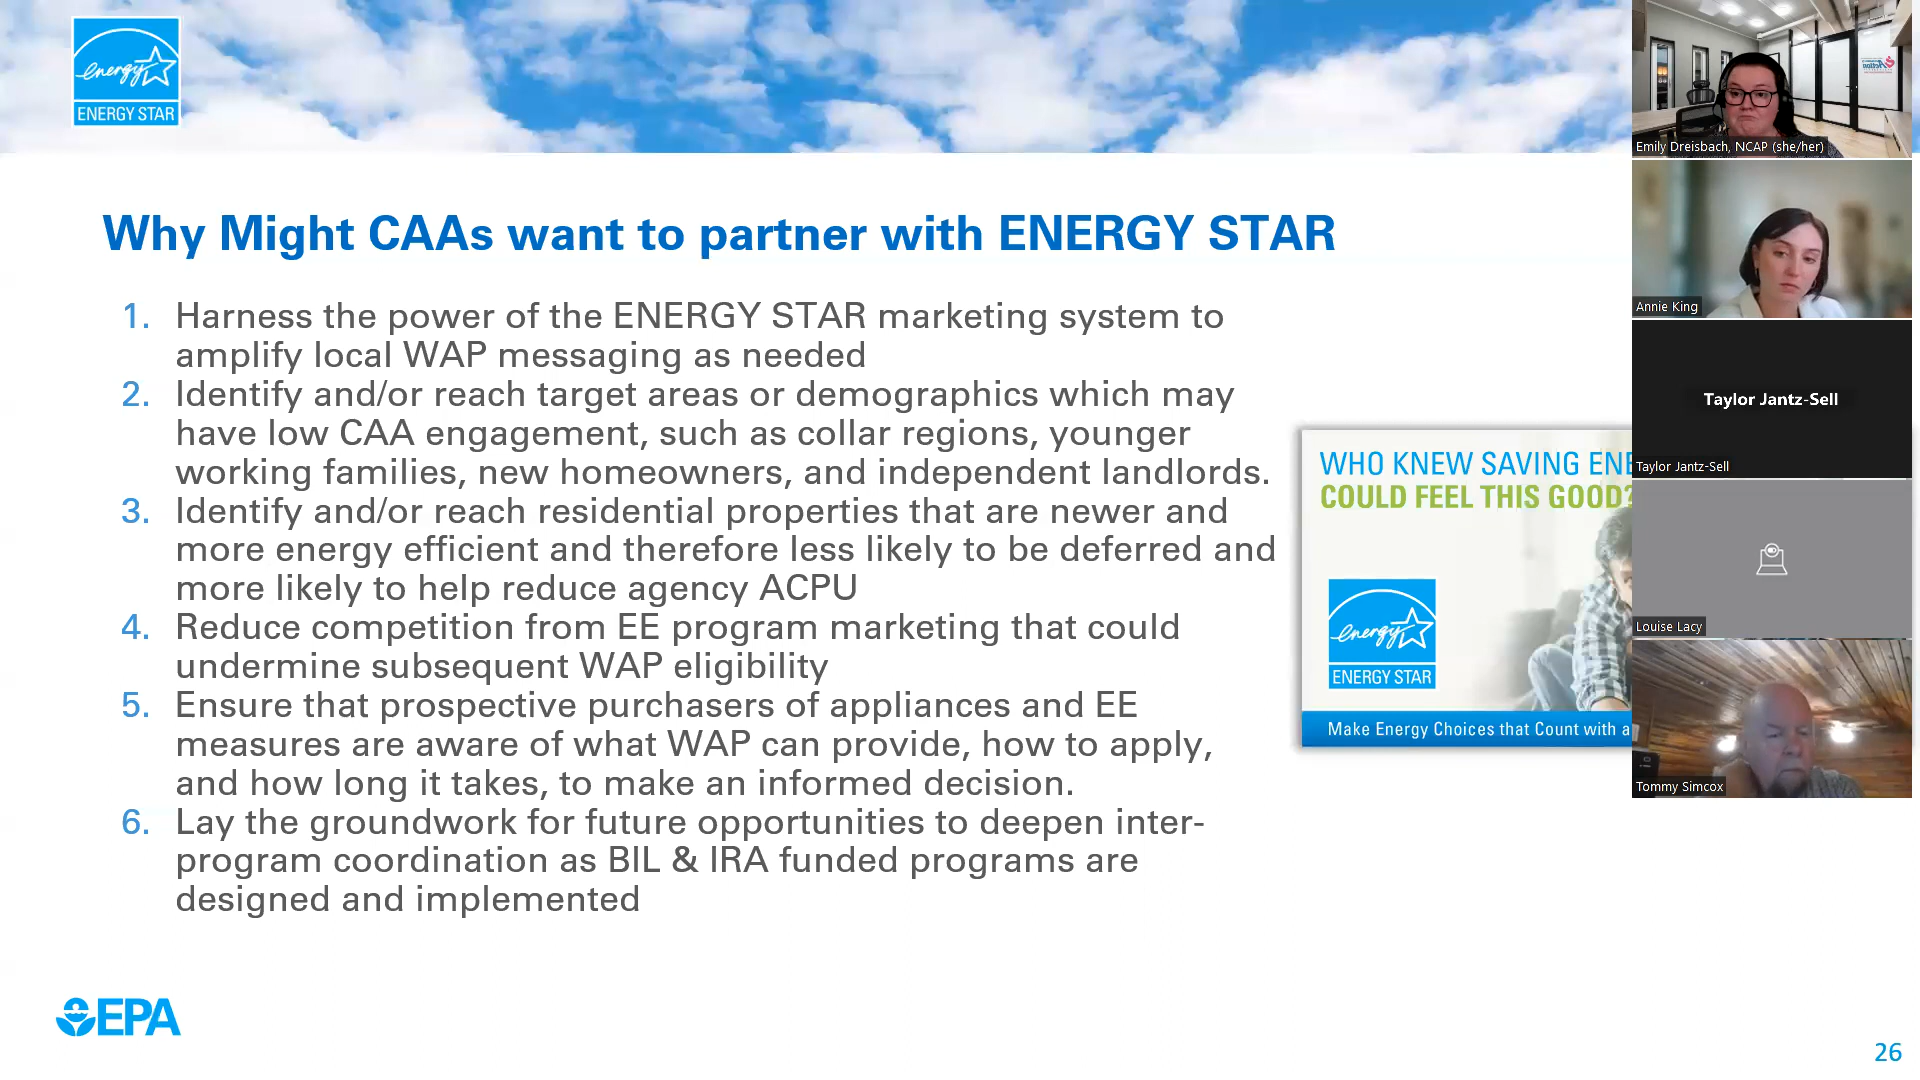 energy
ENERGY STAR
Why Might CAAs want to partner with ENERGY STAR
1. Harness the power of the ENERGY STAR marketing system to
amplify local WAP messaging as needed
2. Identify and/or reach target areas or demographics which may
have low CAA engagement, such as collar regions, younger
working families, new homeowners, and independent landlords.
3. Identify and/or reach residential properties that are newer and
more energy efficient and therefore less likely to be deferred and
more likely to help reduce agency ACPU
4. Reduce competition from EE program marketing that could
undermine subsequent WAP eligibility
5. Ensure that prospective purchasers of appliances and EE
measures are aware of what WAP can provide, how to apply,
and how long it takes, to make an informed decision.
6. Lay the groundwork for future opportunities to deepen inter-
program coordination as BIL & IRA funded programs are
designed and implemented
WHO KNEW SAVING ENE
COULD FEEL THIS GOOD?
energy
ENERGY STAR
Make Energy Choices that Count with a
EPA
26
Action
Emily Dreisbach, NCAP (she/her)
Annie King
Taylor Jantz-Sell
Taylor Jantz-Sell
Louise Lacy
Tommy Simcox